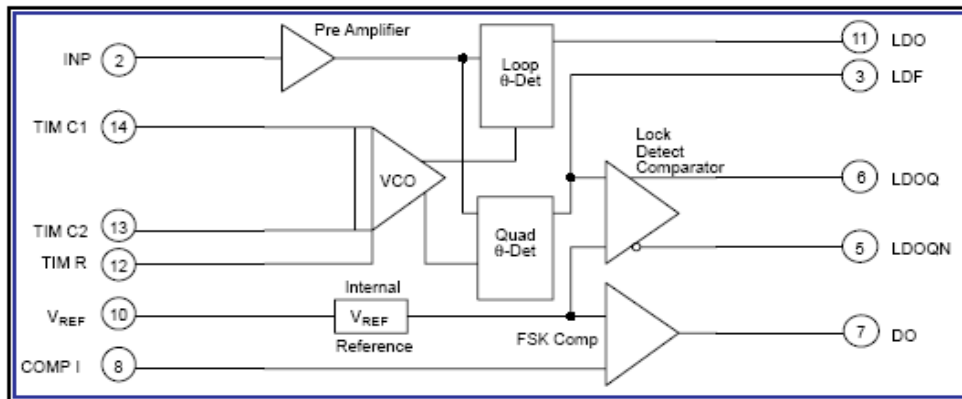 Pre Amplifier
INP 2
Loop
θ-Det
11 LDO
3 LDF
TIM C1 14
VCO
Lock
Detect
Comparator
6 LDOQ
TIM C2 13
TIM R 12
Quad
θ-Det
5 LDOQN
Internal
VREF 10
VREF
Reference
FSK Comp
7 DO
COMP I 8